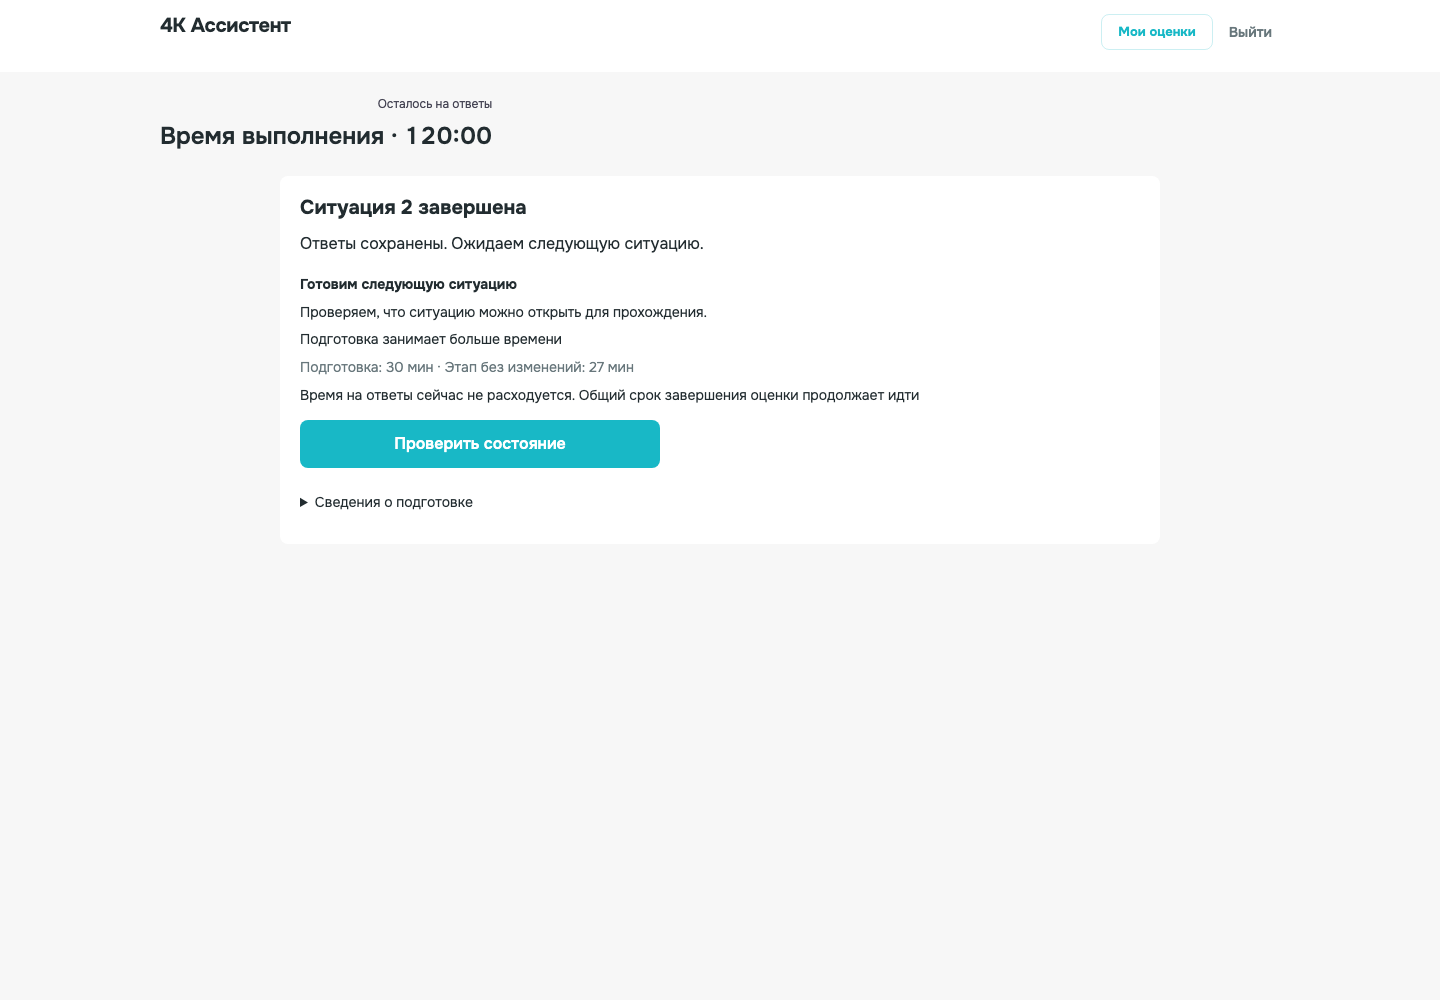 4К Ассистент
Мои оценки
Выйти
Осталось на ответы
Время выполнения · 120:00
Ситуация 2 завершена
Ответы сохранены. Ожидаем следующую ситуацию.
Готовим следующую ситуацию
Проверяем, что ситуацию можно открыть для прохождения.
Подготовка занимает больше времени
Подготовка: 30 мин · Этап без изменений: 27 мин
Время на ответы сейчас не расходуется. Общий срок завершения оценки продолжает идти
Проверить состояние
Сведения о подготовке